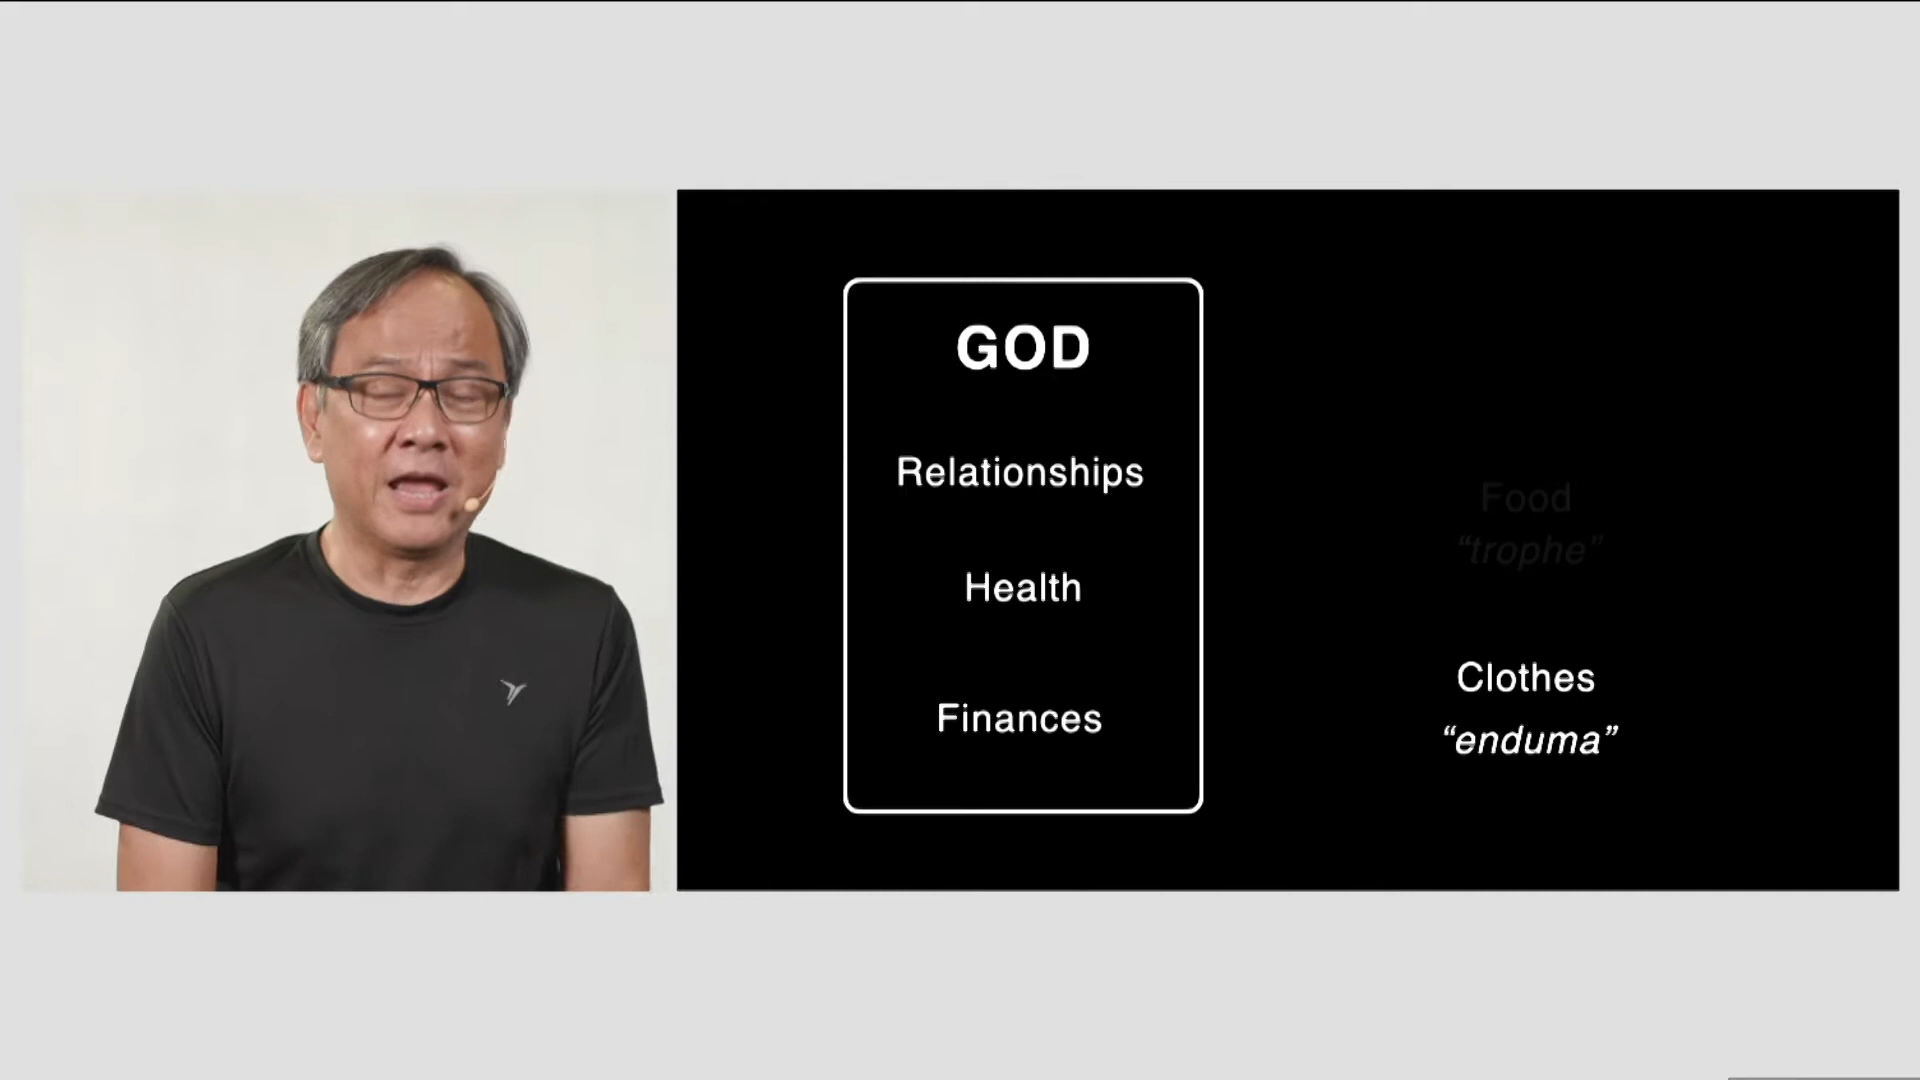 GOD
Relationships
Health
Finances
Food
“trophe”
Clothes
“enduma”